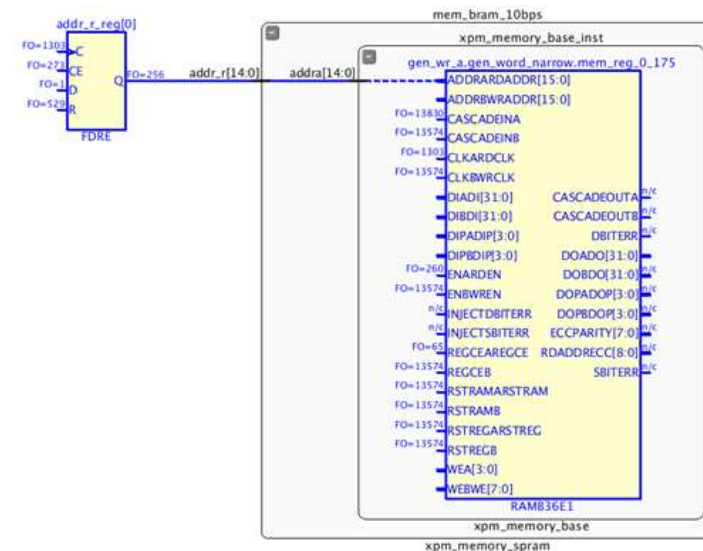 mem_bram_10bps
addr_r_reg[0]
xpm_memory_base_inst
FO=1303
C
gen_wr_a.gen_word_narrow.mem_reg_0_175
FO=273
CE
FO=1
D
Q
FO=256
addr_r[14:0]
addra[14:0]
ADDRARDADDR[15:0]
FO=529
R
ADDRBWRADDR[15:0]
FDRE
FO=13830
CASCADEINA
FO=13574
CASCADEINB
FO=1303
CLKARDCLK
FO=13574
CLKBWRCLK
DIADI[31:0]
CASCADEOUTA
n/c
DIBDI[31:0]
CASCADEOUTB
n/c
DIPADIP[3:0]
DBITERR
n/c
DIPBDIP[3:0]
DOADO[31:0]
FO=260
ENARDEN
DOBDO[31:0]
n/c
FO=13574
ENBWREN
DOPADOP[3:0]
n/c
n/c
INJECTDBITERR
DOPBDOP[3:0]
n/c
n/c
INJECTSBITERR
ECCPARITY[7:0]
n/c
FO=65
REGCEAREGCE
RDADDRECC[8:0]
n/c
FO=13574
REGCEB
SBITERR
n/c
FO=13574
RSTRAMARSTRAM
FO=13574
RSTRAMB
FO=13574
RSTREGARSTREG
FO=13574
RSTREGB
WEA[3:0]
WEBWE[7:0]
RAMB36E1
xpm_memory_base
xpm_memory_spram